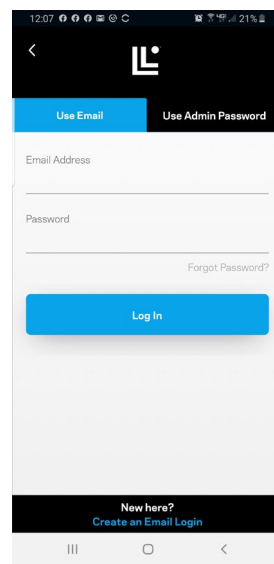 12:07 21%
Use Email Use Admin Password
Email Address
Password
Forgot Password?
Log In
New here?
Create an Email Login